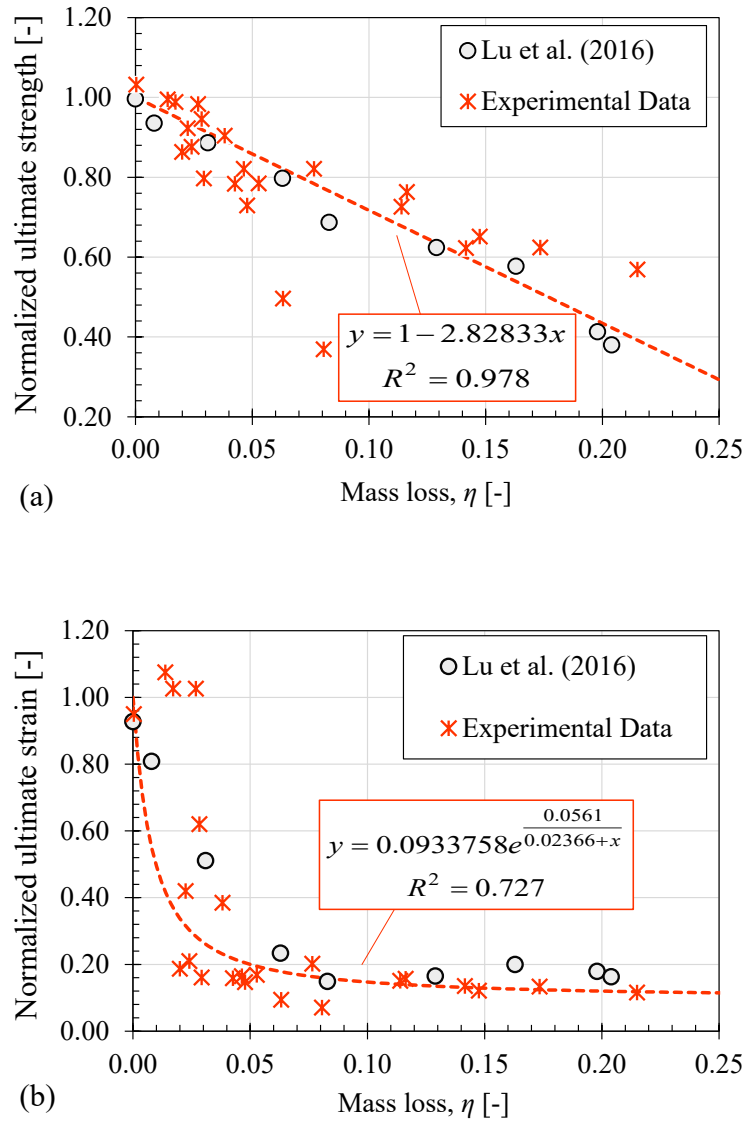 Normalized ultimate strength [-]
1.20
1.00
0.80
0.60
0.40
0.20
Lu et al. (2016)
Experimental Data
y = 1 − 2.82833x
R² = 0.978
0.00 0.05 0.10 0.15 0.20 0.25
(a)
Mass loss, η [-]
Normalized ultimate strain [-]
1.20
1.00
0.80
0.60
0.40
0.20
0.00
Lu et al. (2016)
Experimental Data
y = 0.0933758e^(0.0561/(0.02366+x))
R² = 0.727
0.00 0.05 0.10 0.15 0.20 0.25
(b)
Mass loss, η [-]